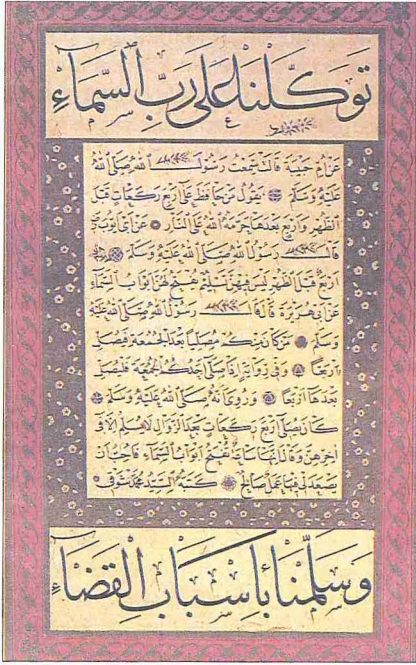 توكلنا على رب السماء
عن أم حبيبة قالت سمعت رسول الله صلى الله
عليه وسلم يقول من حافظ على أربع ركعات قبل
الظهر وأربع بعدها حرمه الله على النار عن أبي أيوب
قال رسول الله صلى الله عليه وسلم
أربع قبل الظهر ليس فيهن تسليم تفتح لهن أبواب السماء
عن أبي هريرة قال قال رسول الله صلى الله عليه
وسلم من كان منكم مصليا بعد الجمعة فليصل
أربعا وفي رواية إذا صلى أحدكم الجمعة فليصل
بعدها أربعا وروي أنه صلى الله عليه وسلم
كان يصلي أربع ركعات بعد الزوال لا يسلم إلا في
آخرهن وقال إنها ساعة تفتح أبواب السماء فأحب أن
يصعد لي فيها عمل صالح كتبه السيد محمد شوقي
وسلمنا بأسباب القضاء